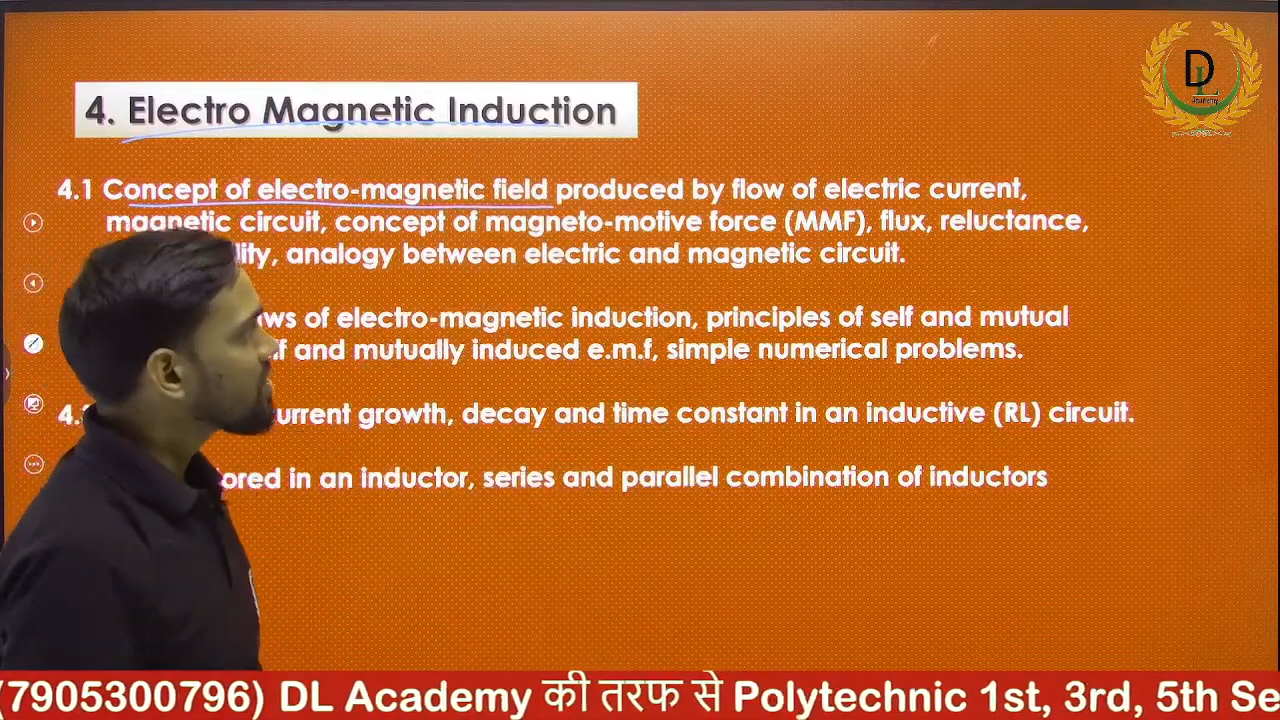 DL
Academy
4. Electro Magnetic Induction
4.1 Concept of electro-magnetic field produced by flow of electric current,
magnetic circuit, concept of magneto-motive force (MMF), flux, reluctance,
lity, analogy between electric and magnetic circuit.
ws of electro-magnetic induction, principles of self and mutual
f and mutually induced e.m.f, simple numerical problems.
4. urrent growth, decay and time constant in an inductive (RL) circuit.
ored in an inductor, series and parallel combination of inductors
(7905300796) DL Academy की तरफ से Polytechnic 1st, 3rd, 5th Se